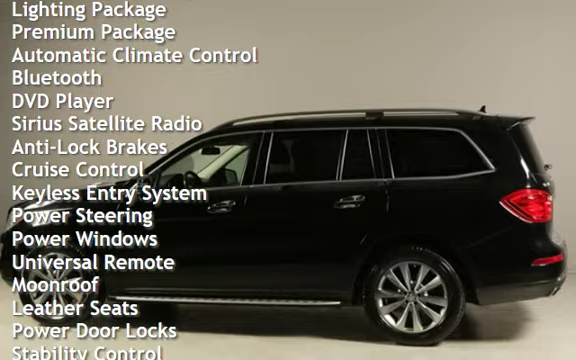 Lighting Package
Premium Package
Automatic Climate Control
Bluetooth
DVD Player
Sirius Satellite Radio
Anti-Lock Brakes
Cruise Control
Keyless Entry System
Power Steering
Power Windows
Universal Remote
Moonroof
Leather Seats
Power Door Locks
Stability Control